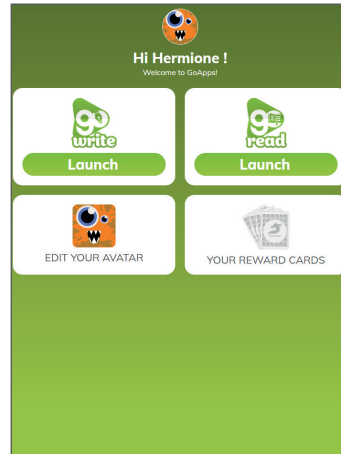 Hi Hermione !
Welcome to GoApps!
go write
go read
Launch
Launch
EDIT YOUR AVATAR
YOUR REWARD CARDS